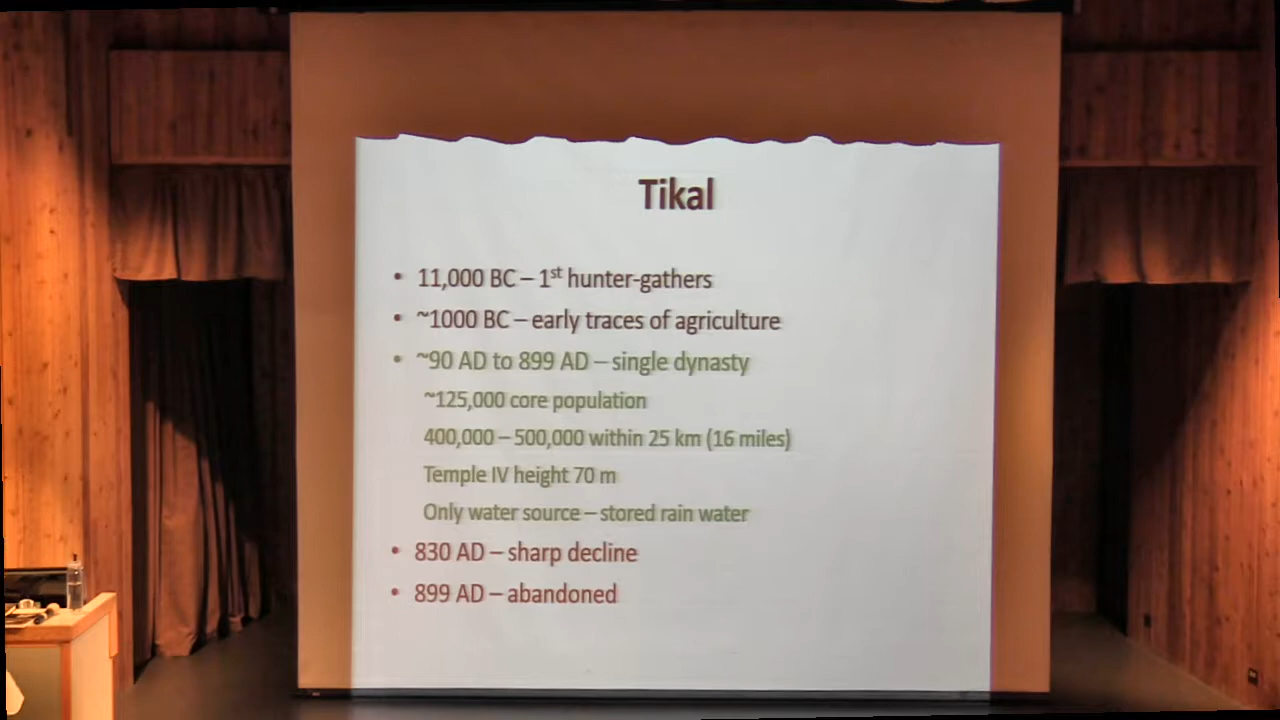 Tikal
• 11,000 BC – 1st hunter-gathers
• ~1000 BC – early traces of agriculture
• ~90 AD to 899 AD – single dynasty
~125,000 core population
400,000 – 500,000 within 25 km (16 miles)
Temple IV height 70 m
Only water source – stored rain water
• 830 AD – sharp decline
• 899 AD – abandoned